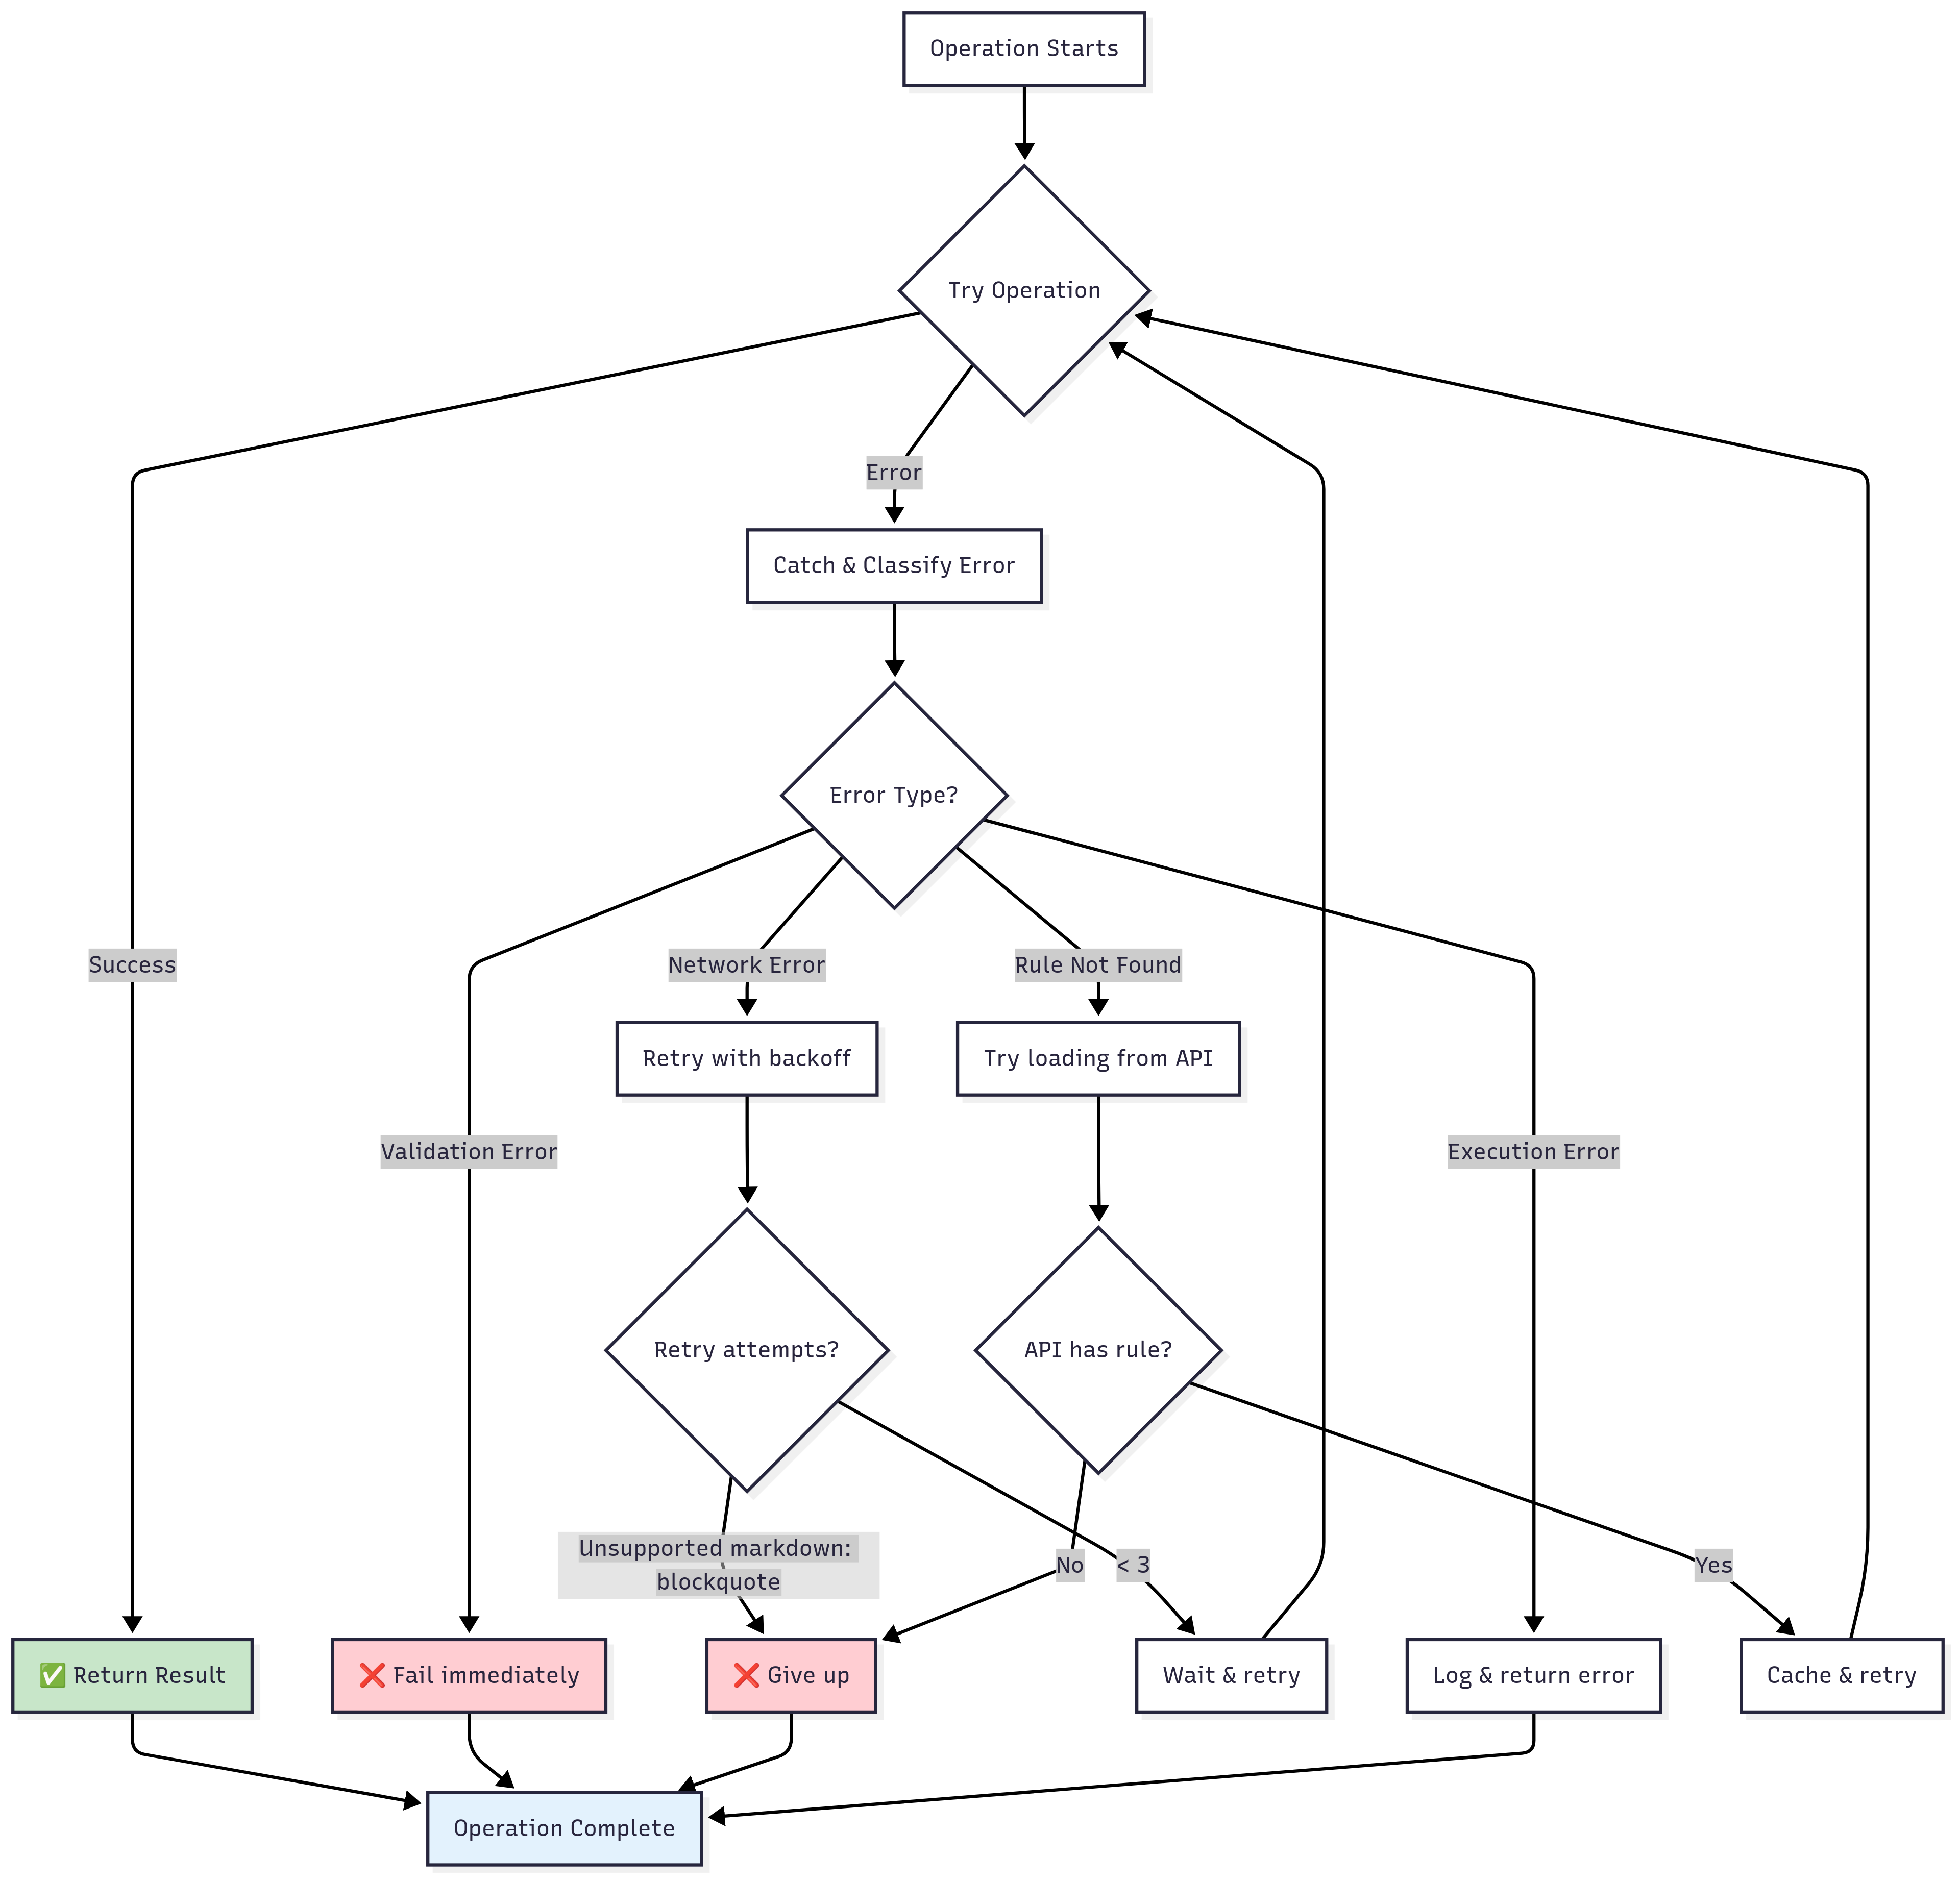 Operation Starts
Try Operation
Error
Catch & Classify Error
Error Type?
Success
Network Error
Rule Not Found
Retry with backoff
Try loading from API
Validation Error
Execution Error
Retry attempts?
API has rule?
Unsupported markdown:
blockquote
No
< 3
Yes
✅ Return Result
❌ Fail immediately
❌ Give up
Wait & retry
Log & return error
Cache & retry
Operation Complete